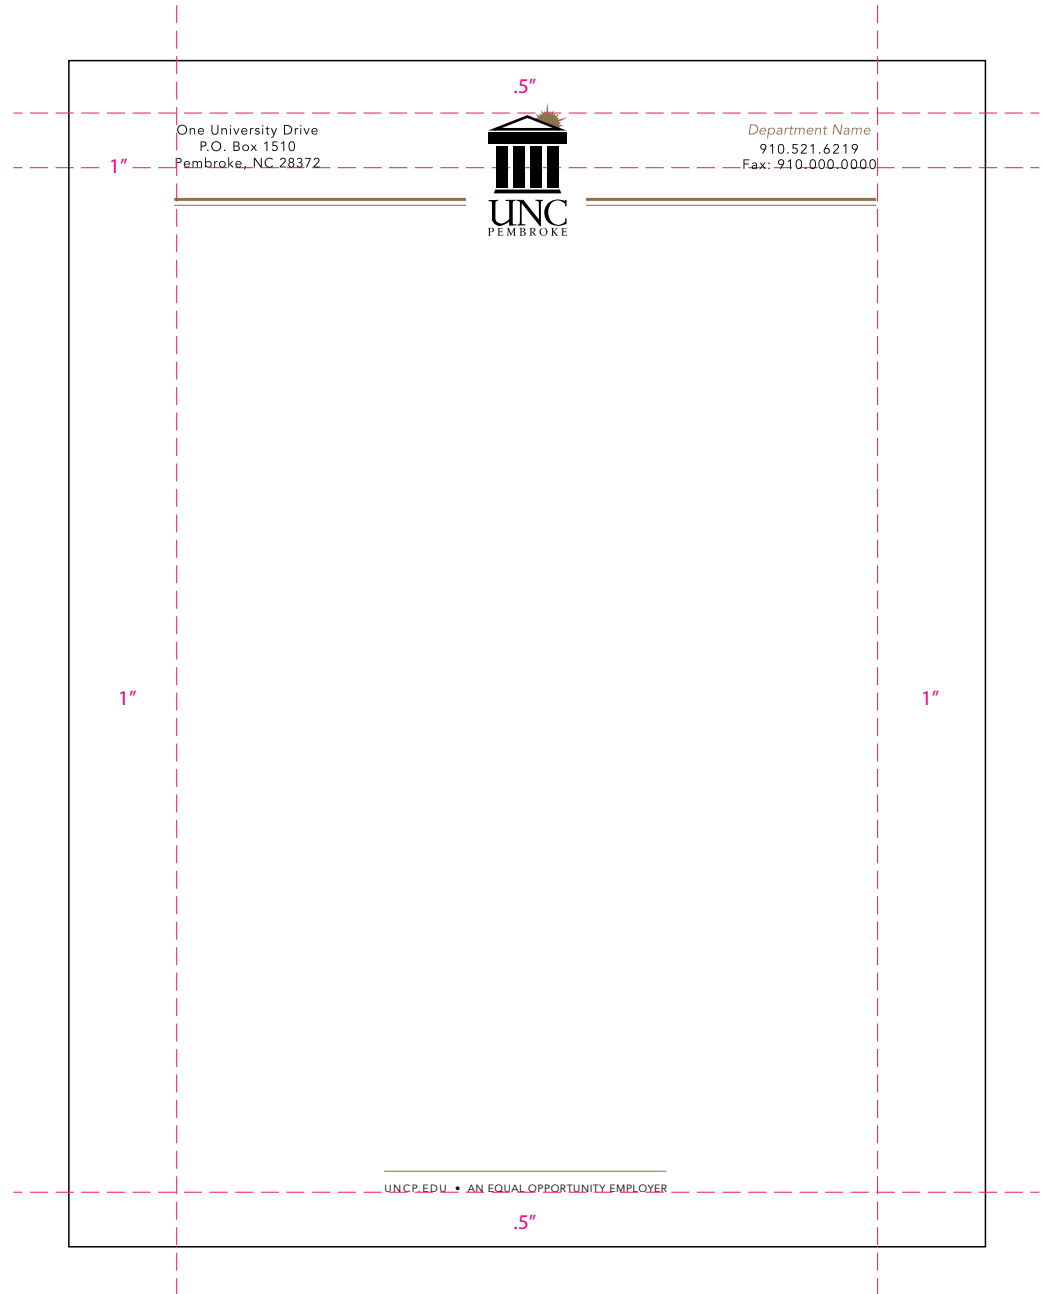 .5”
One University Drive
P.O. Box 1510
Pembroke, NC 28372
Department Name
910.521.6219
Fax: 910.000.0000
1”
UNC
PEMBROKE
1”
1”
UNCP.EDU • AN EQUAL OPPORTUNITY EMPLOYER
.5”